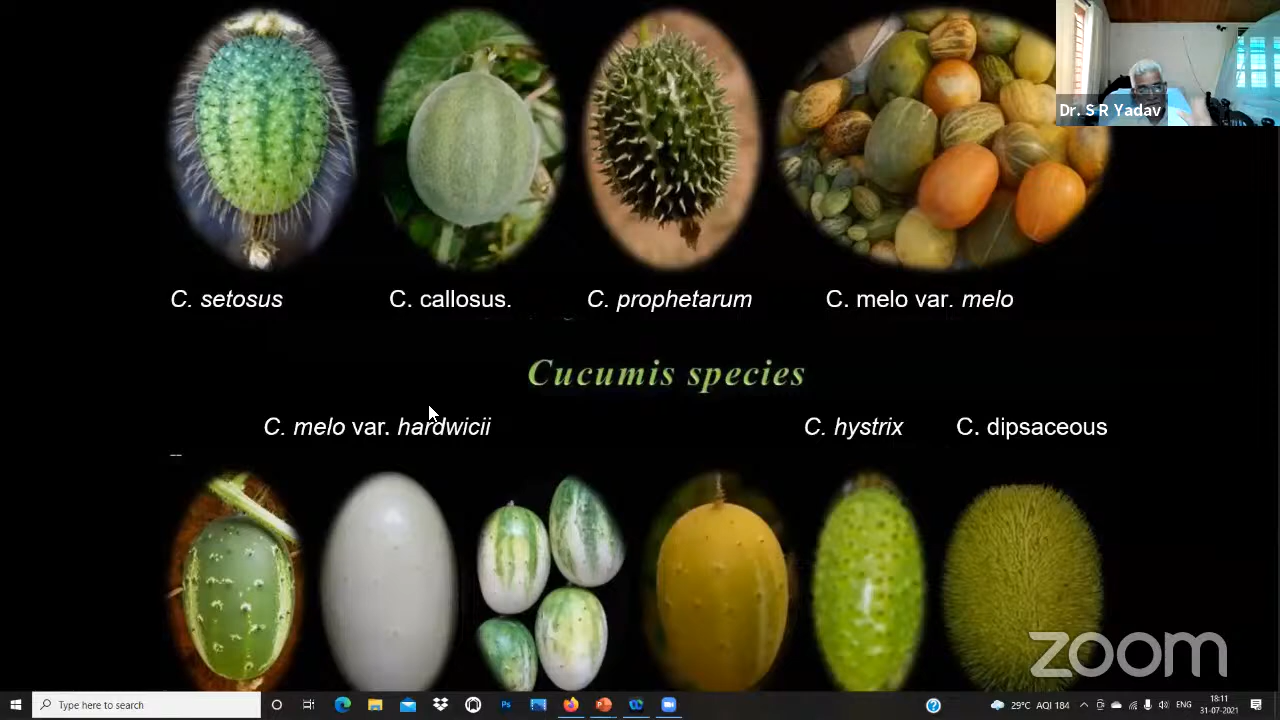 Dr. S R Yadav
C. setosus
C. callosus.
C. prophetarum
C. melo var. melo
Cucumis species
C. melo var. hardwicii
C. hystrix
C. dipsaceous
zoom
Type here to search
Ps
29°C AQI 184
ENG
18:11
31-07-2021